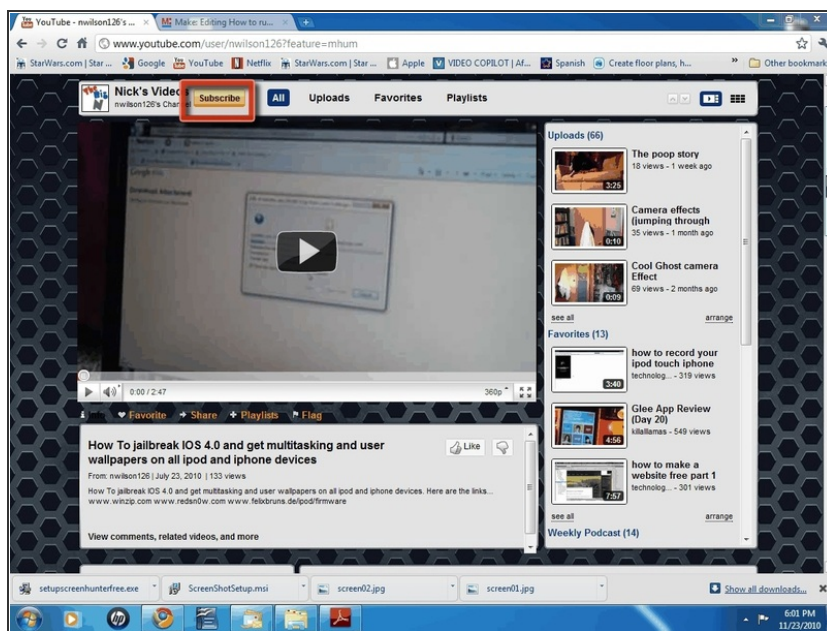 YouTube - nwilson126's ...
Make: Editing How to ru...
www.youtube.com/user/nwilson126?feature=mhum
StarWars.com | Star ... Google YouTube Netflix StarWars.com | Star ... Apple VIDEO COPILOT | Af... Spanish Create floor plans, h... » Other bookmark
Nick's Videos
nwilson126's Channel
Subscribe
All Uploads Favorites Playlists
Uploads (66)
The poop story
18 views - 1 week ago
3:25
Camera effects
(jumping through
35 views - 1 month ago
0:10
Cool Ghost camera
Effect
69 views - 2 months ago
0:09
see all arrange
Favorites (13)
how to record your
ipod touch iphone
technolog... - 319 views
3:40
Glee App Review
(Day 20)
killalllamas - 549 views
4:56
how to make a
website free part 1
technolog... - 301 views
7:57
see all arrange
Weekly Podcast (14)
0:00 / 2:47 360p
Favorite Share Playlists Flag
How To jailbreak IOS 4.0 and get multitasking and user
wallpapers on all ipod and iphone devices
Like
From: nwilson126 | July 23, 2010 | 133 views
How To jailbreak IOS 4.0 and get multitasking and user wallpapers on all ipod and iphone devices. Here are the links...
www.winzip.com www.redsn0w.com www.felixbruns.de/ipod/firmware
View comments, related videos, and more
setupscreenhunterfree.exe ScreenShotSetup.msi screen02.jpg screen01.jpg Show all downloads...
6:01 PM
11/23/2010